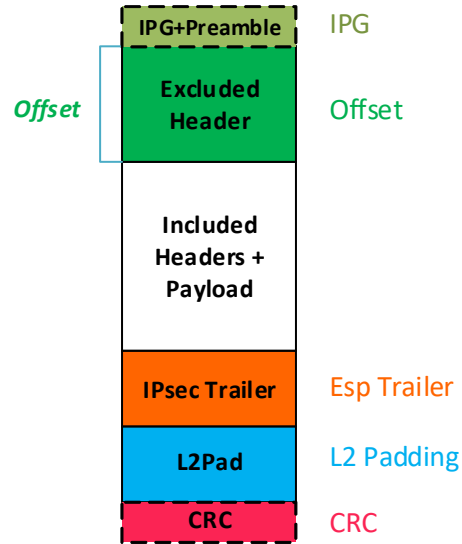 IPG+Preamble
IPG
Offset
Excluded
Header
Offset
Included
Headers +
Payload
IPsec Trailer
Esp Trailer
L2Pad
L2 Padding
CRC
CRC